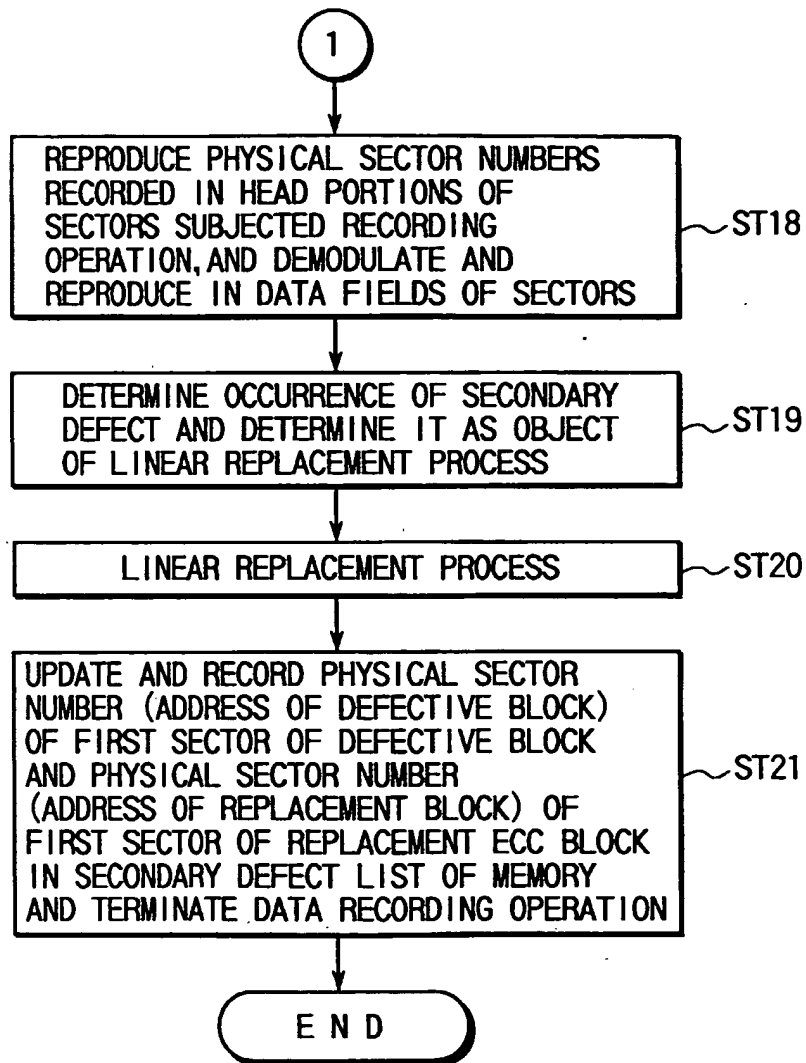 1
REPRODUCE PHYSICAL SECTOR NUMBERS
RECORDED IN HEAD PORTIONS OF
SECTORS SUBJECTED RECORDING
OPERATION, AND DEMODULATE AND
REPRODUCE IN DATA FIELDS OF SECTORS
ST18
DETERMINE OCCURRENCE OF SECONDARY
DEFECT AND DETERMINE IT AS OBJECT
OF LINEAR REPLACEMENT PROCESS
ST19
LINEAR REPLACEMENT PROCESS
ST20
UPDATE AND RECORD PHYSICAL SECTOR
NUMBER (ADDRESS OF DEFECTIVE BLOCK)
OF FIRST SECTOR OF DEFECTIVE BLOCK
AND PHYSICAL SECTOR NUMBER
(ADDRESS OF REPLACEMENT BLOCK) OF
FIRST SECTOR OF REPLACEMENT ECC BLOCK
IN SECONDARY DEFECT LIST OF MEMORY
AND TERMINATE DATA RECORDING OPERATION
ST21
END